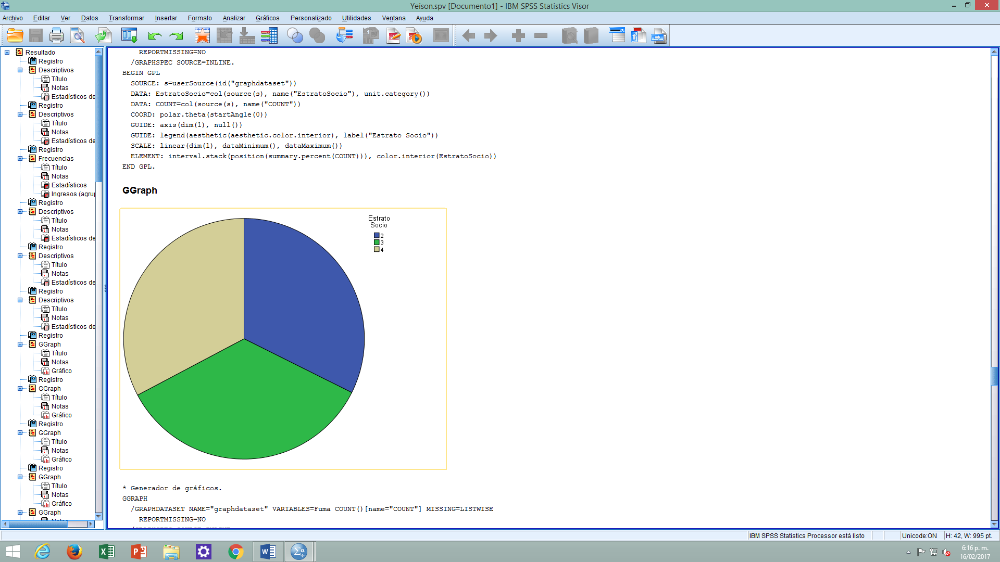 Yeison.spv [Documento1] - IBM SPSS Statistics Visor
Archivo Editar Ver Datos Transformar Insertar Formato Analizar Gráficos Personalizado Utilidades Ventana Ayuda
Resultado
Registro
Descriptivos
Título
Notas
Estadísticos de
Registro
Descriptivos
Título
Notas
Estadísticos de
Registro
Frecuencias
Título
Notas
Estadísticos
Ingresos (agrup
Registro
Descriptivos
Título
Notas
Estadísticos de
Registro
Descriptivos
Título
Notas
Estadísticos de
Registro
Descriptivos
Título
Notas
Estadísticos de
Registro
GGraph
Título
Notas
Gráfico
Registro
GGraph
Título
Notas
Gráfico
Registro
GGraph
Título
Notas
Gráfico
Registro
GGraph
Título
Notas
Gráfico
GGraph
REPORTMISSING=NO
/GRAPHSPEC SOURCE=INLINE.
BEGIN GPL
SOURCE: s=userSource(id("graphdataset"))
DATA: EstratoSocio=col(source(s), name("EstratoSocio"), unit.category())
DATA: COUNT=col(source(s), name("COUNT"))
COORD: polar.theta(startAngle(0))
GUIDE: axis(dim(1), null())
GUIDE: legend(aesthetic(aesthetic.color.interior), label("Estrato Socio"))
SCALE: linear(dim(1), dataMinimum(), dataMaximum())
ELEMENT: interval.stack(position(summary.percent(COUNT))), color.interior(EstratoSocio))
END GPL.
GGraph
Estrato
Socio
2
3
4
* Generador de gráficos.
GGRAPH
/GRAPHDATASET NAME="graphdataset" VARIABLES=Fuma COUNT()[name="COUNT"] MISSING=LISTWISE
REPORTMISSING=NO
IBM SPSS Statistics Processor está listo Unicode:ON H: 42, W: 995 pt.
6:16 p. m.
16/02/2017